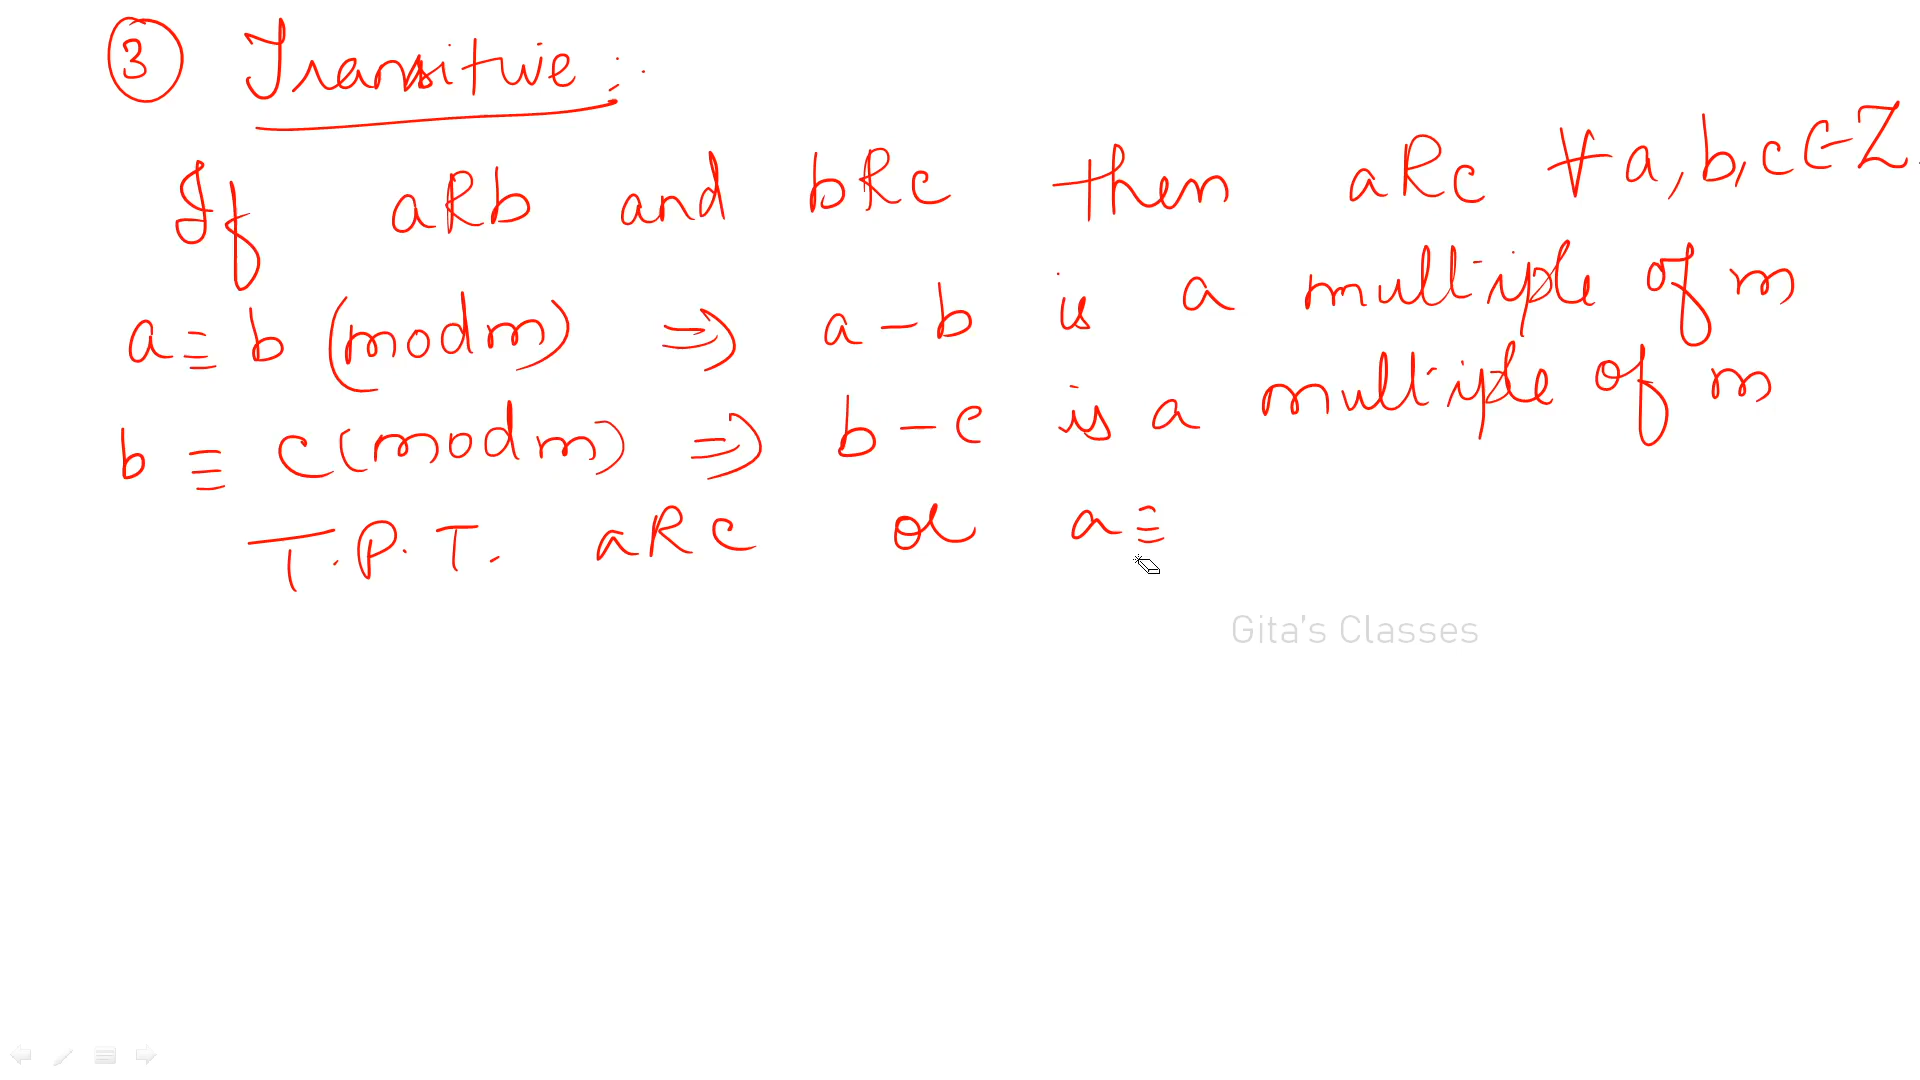 ③ Transitive :-
If aRb and bRc then aRc ∀ a, b, c ∈ Z.
a ≡ b (mod m) ⇒ a - b is a multiple of m
b ≡ c (mod m) ⇒ b - c is a multiple of m
T.P.T. aRc or a ≡
Gita's Classes